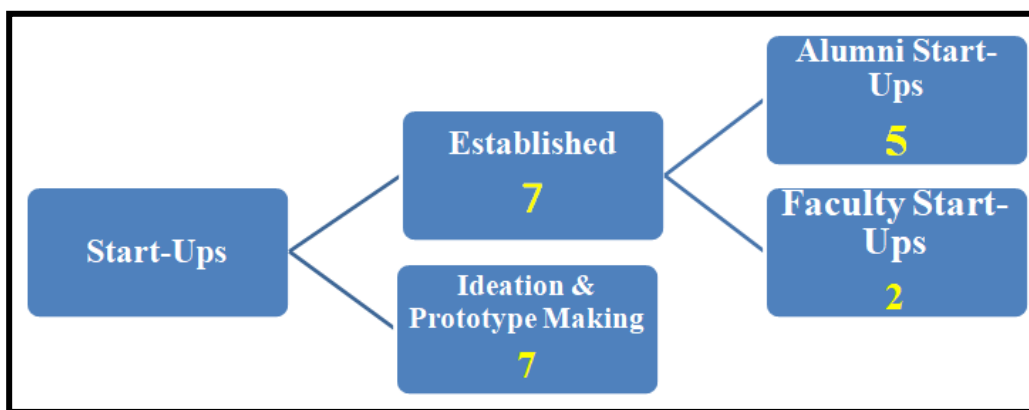 Start-Ups
Established
7
Ideation &
Prototype Making
7
Alumni Start-
Ups
5
Faculty Start-
Ups
2